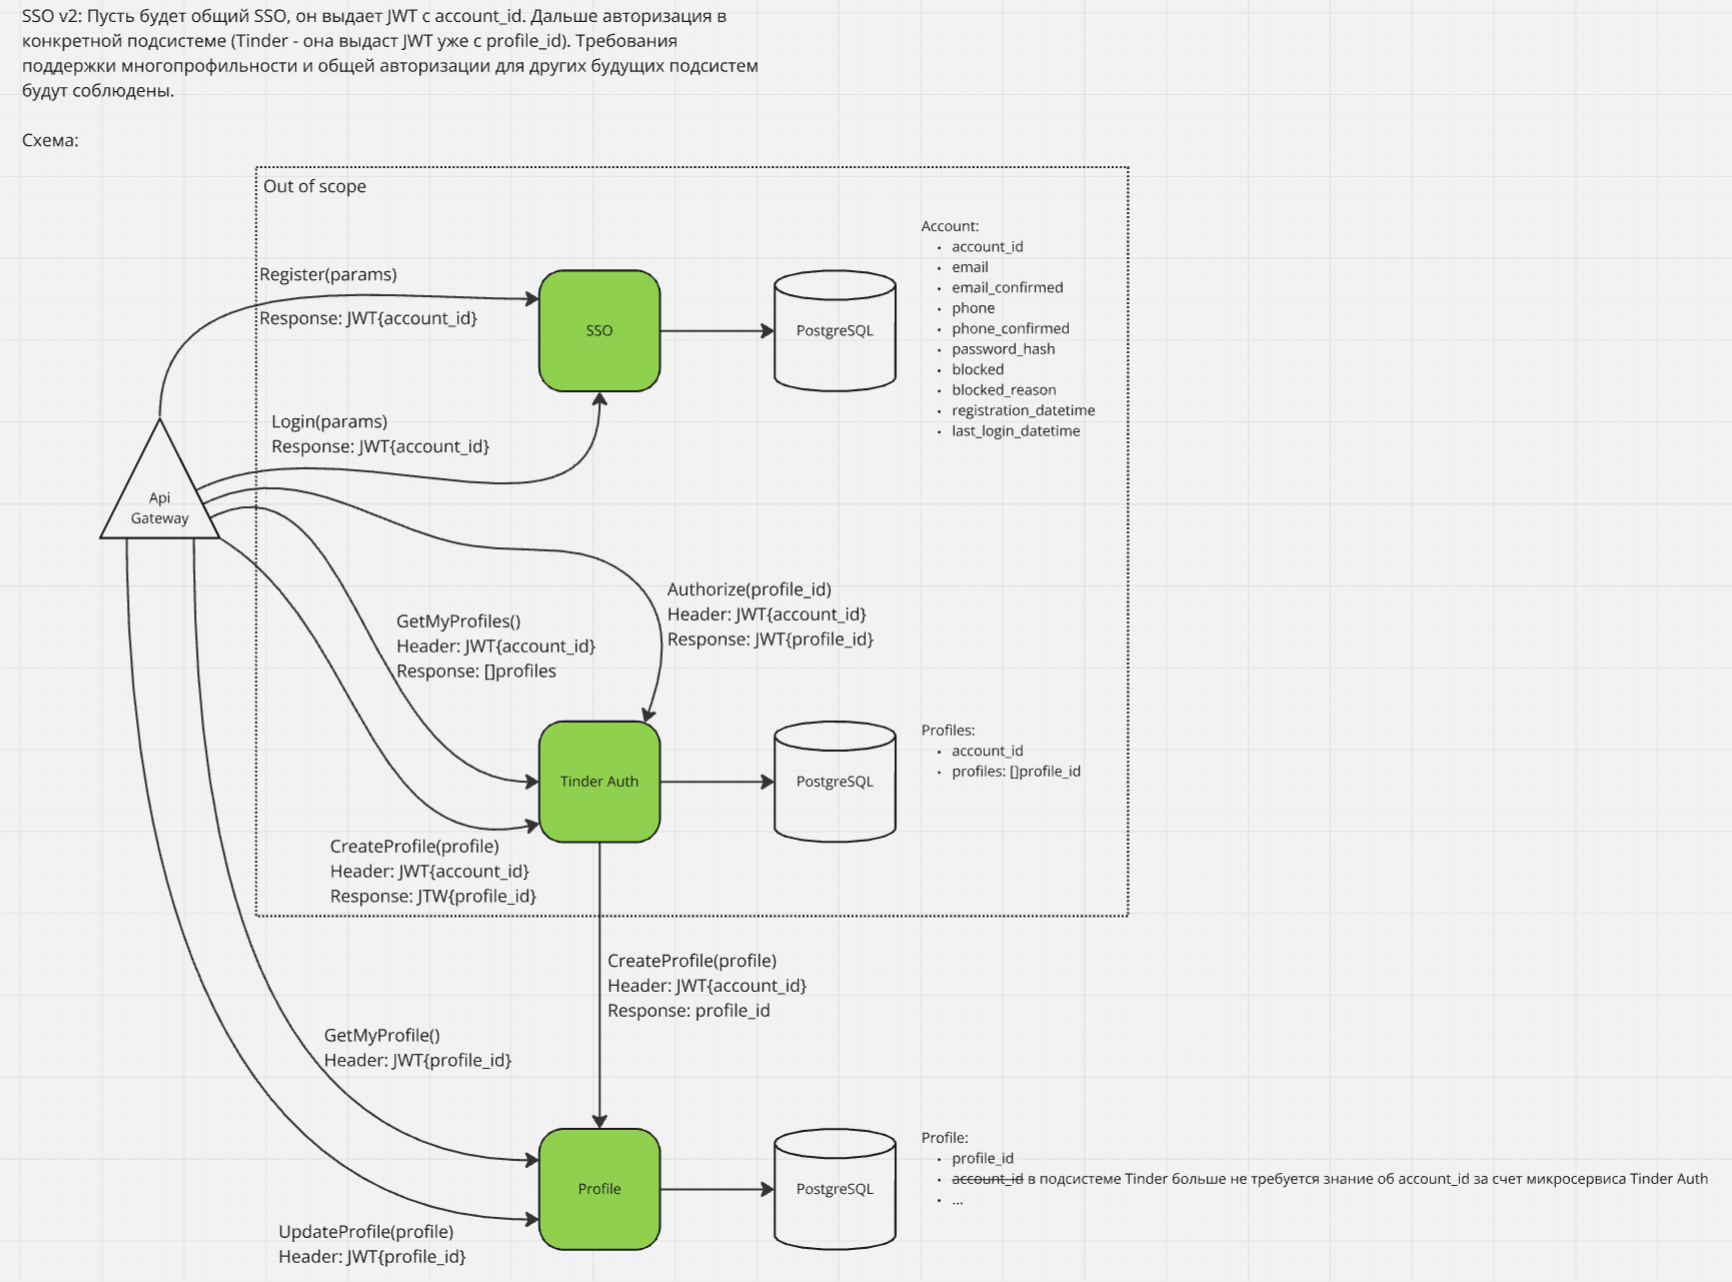 SSO v2: Пусть будет общий SSO, он выдает JWT с account_id. Дальше авторизация в
конкретной подсистеме (Tinder - она выдаст JWT уже с profile_id). Требования
поддержки многопрофильности и общей авторизации для других будущих подсистем
будут соблюдены.
Схема:
Out of scope
Account:
• account_id
• email
• email_confirmed
• phone
• phone_confirmed
• password_hash
• blocked
• blocked_reason
• registration_datetime
• last_login_datetime
Register(params)
Response: JWT{account_id}
SSO
PostgreSQL
Login(params)
Response: JWT{account_id}
Api
Gateway
Authorize(profile_id)
Header: JWT{account_id}
Response: JWT{profile_id}
GetMyProfiles()
Header: JWT{account_id}
Response: []profiles
Tinder Auth
PostgreSQL
Profiles:
• account_id
• profiles: []profile_id
CreateProfile(profile)
Header: JWT{account_id}
Response: JTW{profile_id}
CreateProfile(profile)
Header: JWT{account_id}
Response: profile_id
GetMyProfile()
Header: JWT{profile_id}
Profile
PostgreSQL
Profile:
• profile_id
• account_id в подсистеме Tinder больше не требуется знание об account_id за счет микросервиса Tinder Auth
• ...
UpdateProfile(profile)
Header: JWT{profile_id}